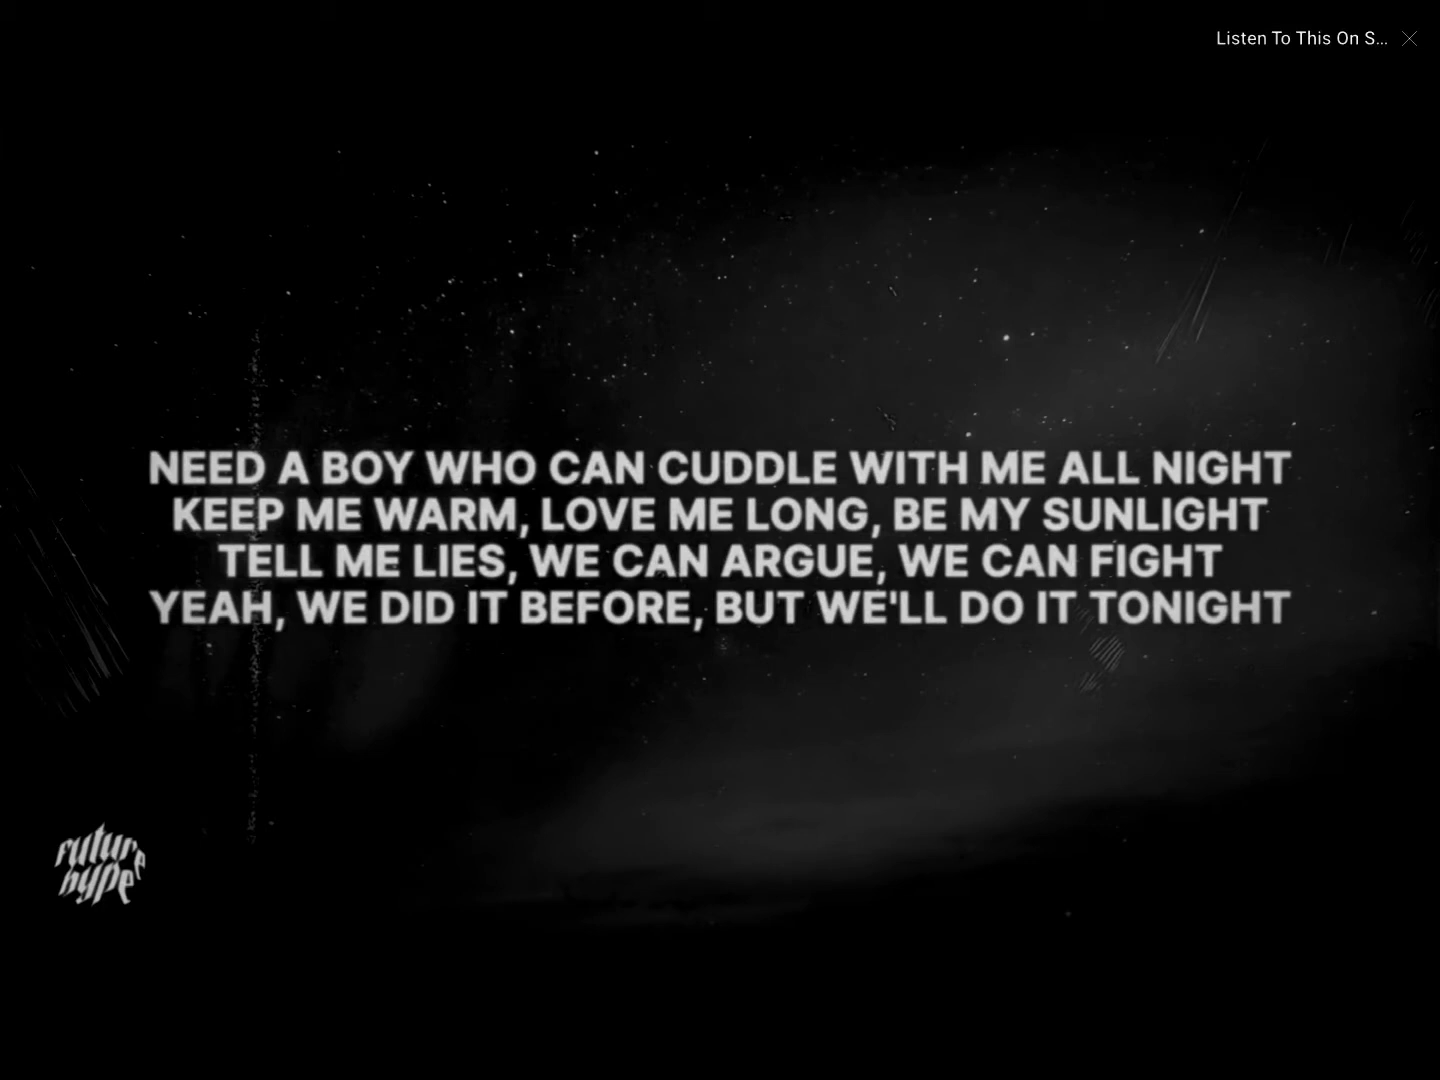 Listen To This On S...
NEED A BOY WHO CAN CUDDLE WITH ME ALL NIGHT
KEEP ME WARM, LOVE ME LONG, BE MY SUNLIGHT
TELL ME LIES, WE CAN ARGUE, WE CAN FIGHT
YEAH, WE DID IT BEFORE, BUT WE'LL DO IT TONIGHT
future
hype